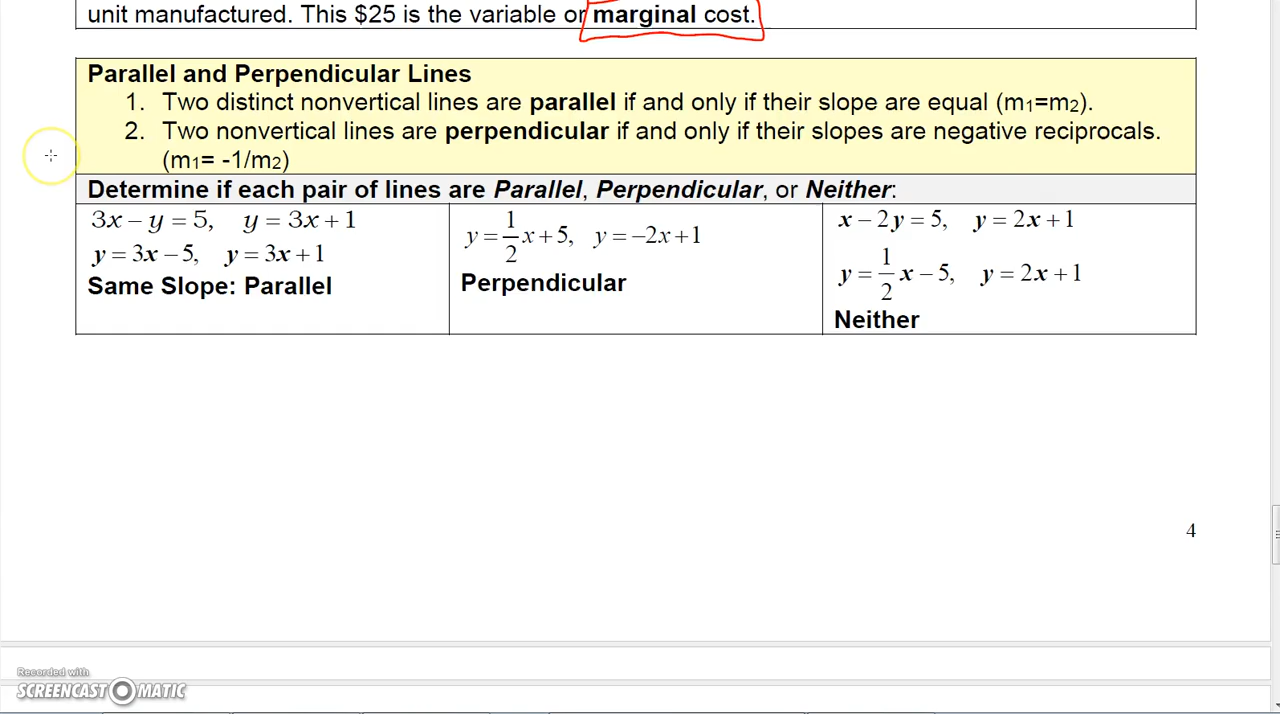 unit manufactured. This $25 is the variable or marginal cost.
Parallel and Perpendicular Lines
1. Two distinct nonvertical lines are parallel if and only if their slope are equal (m1=m2).
2. Two nonvertical lines are perpendicular if and only if their slopes are negative reciprocals.
(m1= -1/m2)
Determine if each pair of lines are Parallel, Perpendicular, or Neither:
3x − y = 5, y = 3x + 1
y = 3x − 5, y = 3x + 1
Same Slope: Parallel
y = 1/2 x + 5, y = −2x + 1
Perpendicular
x − 2y = 5, y = 2x + 1
y = 1/2 x − 5, y = 2x + 1
Neither
4
Recorded with
SCREENCAST O MATIC